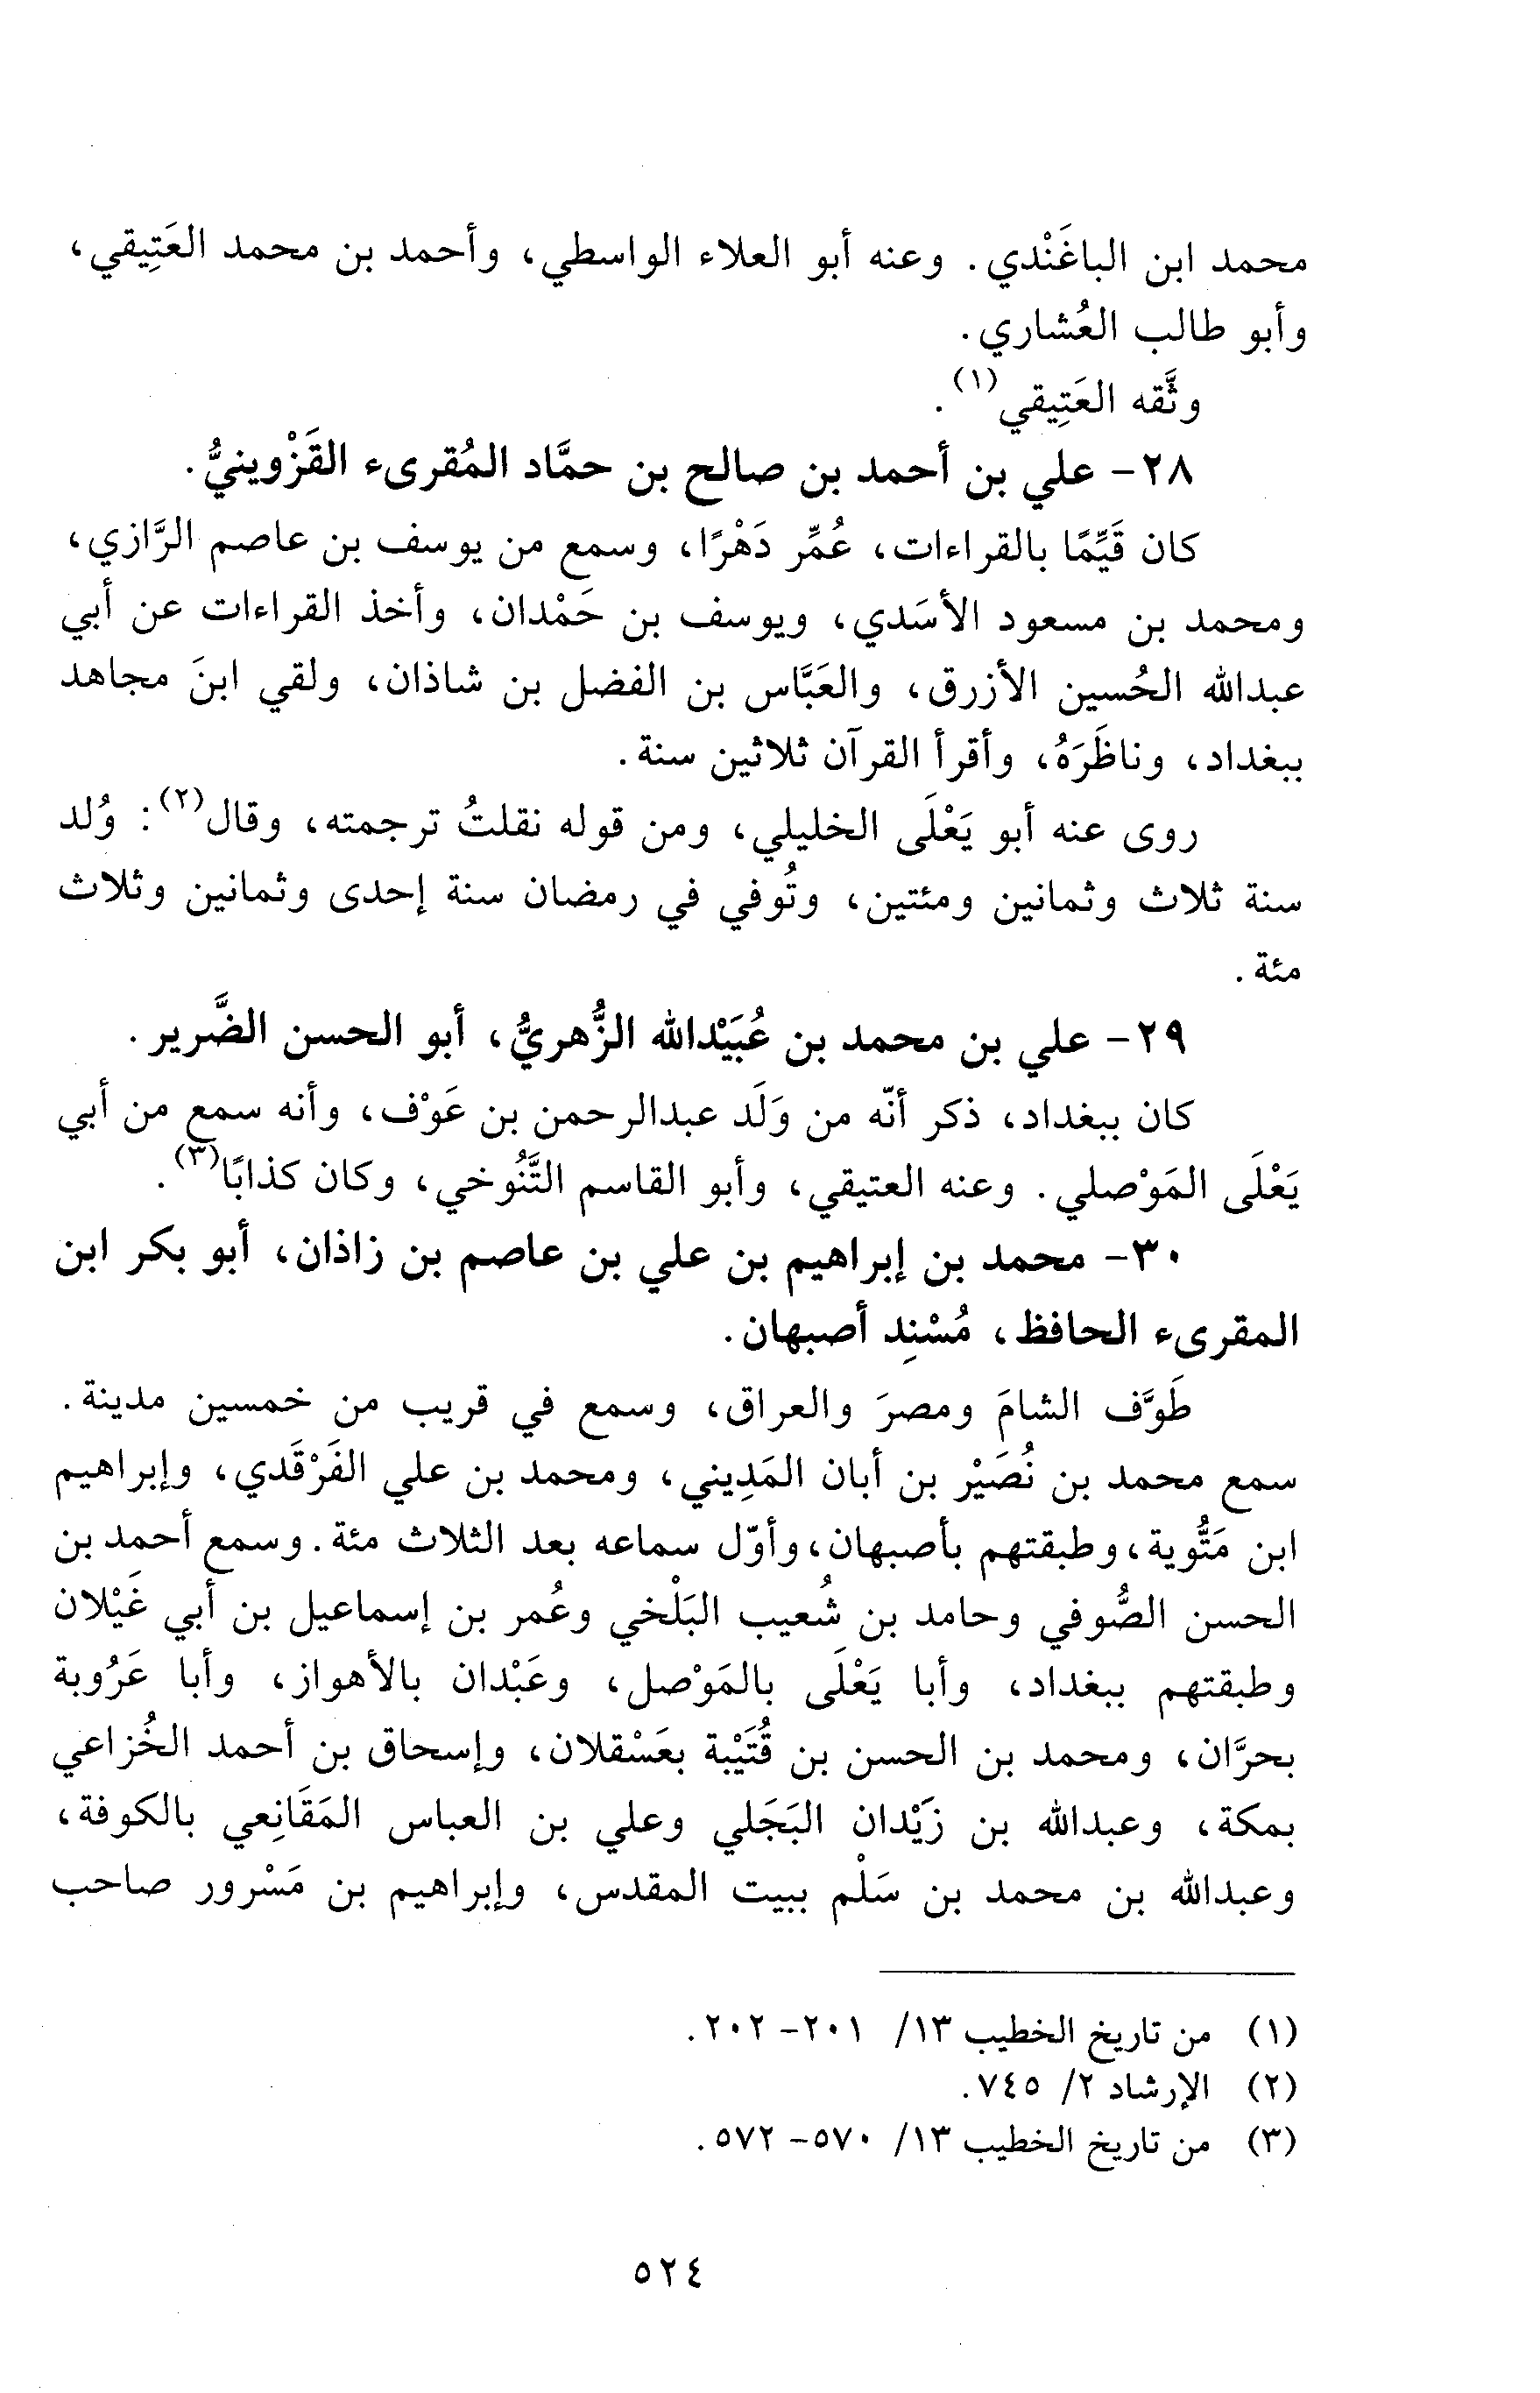 محمد ابن الباغَنْدي. وعنه أبو العلاء الواسطي، وأحمد بن محمد العَتِيقي،
وأبو طالب العُشاري.
وثَّقه العَتِيقي(١).
٢٨- علي بن أحمد بن صالح بن حمَّاد المُقرىء القَزْوينيُّ.
كان قَيِّمًا بالقراءات، عُمِّر دَهْرًا، وسمع من يوسف بن عاصم الرَّازي،
ومحمد بن مسعود الأسَدي، ويوسف بن حَمْدان، وأخذ القراءات عن أبي
عبدالله الحُسين الأزرق، والعَبَّاس بن الفضل بن شاذان، ولقي ابنَ مجاهد
ببغداد، وناظَرَهُ، وأقرأ القرآن ثلاثين سنة.
روى عنه أبو يَعْلَى الخليلي، ومن قوله نقلتُ ترجمته، وقال(٢): وُلد
سنة ثلاث وثمانين ومئتين، وتُوفي في رمضان سنة إحدى وثمانين وثلاث
مئة.
٢٩- علي بن محمد بن عُبَيْدالله الزُّهريُّ، أبو الحسن الضَّرير.
كان ببغداد، ذكر أنّه من وَلَد عبدالرحمن بن عَوْف، وأنه سمع من أبي
يَعْلَى المَوْصلي. وعنه العتيقي، وأبو القاسم التَّنُوخي، وكان كذابًا(٣).
٣٠- محمد بن إبراهيم بن علي بن عاصم بن زاذان، أبو بكر ابن
المقرىء الحافظ، مُسْنِد أصبهان.
طَوَّف الشامَ ومصرَ والعراق، وسمع في قريب من خمسين مدينة.
سمع محمد بن نُصَيْر بن أبان المَدِيني، ومحمد بن علي الفَرْقَدي، وإبراهيم
ابن مَتُّوية، وطبقتهم بأصبهان، وأوّل سماعه بعد الثلاث مئة. وسمع أحمد بن
الحسن الصُّوفي وحامد بن شُعيب البَلْخي وعُمر بن إسماعيل بن أبي غَيْلان
وطبقتهم ببغداد، وأبا يَعْلَى بالمَوْصل، وعَبْدان بالأهواز، وأبا عَرُوبة
بحرَّان، ومحمد بن الحسن بن قُتَيْبة بعَسْقلان، وإسحاق بن أحمد الخُزاعي
بمكة، وعبدالله بن زَيْدان البَجَلي وعلي بن العباس المَقَانِعي بالكوفة،
وعبدالله بن محمد بن سَلْم ببيت المقدس، وإبراهيم بن مَسْرور صاحب
(١) من تاريخ الخطيب ١٣/ ٢٠١- ٢٠٢.
(٢) الإرشاد ٢/ ٧٤٥.
(٣) من تاريخ الخطيب ١٣/ ٥٧٠- ٥٧٢.
٥٢٤